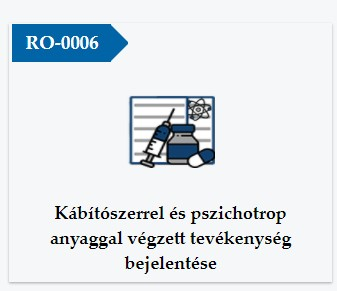 RO-0006
Kábítószerrel és pszichotrop
anyaggal végzett tevékenység
bejelentése